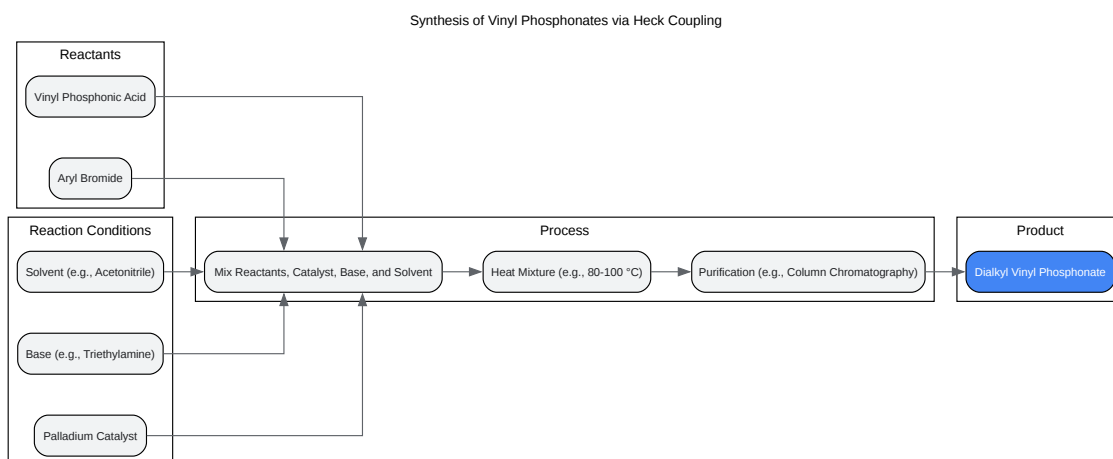 Synthesis of Vinyl Phosphonates via Heck Coupling
Reactants
Vinyl Phosphonic Acid
Aryl Bromide
Reaction Conditions
Solvent (e.g., Acetonitrile)
Base (e.g., Triethylamine)
Palladium Catalyst
Process
Mix Reactants, Catalyst, Base, and Solvent
Heat Mixture (e.g., 80-100 °C)
Purification (e.g., Column Chromatography)
Product
Dialkyl Vinyl Phosphonate